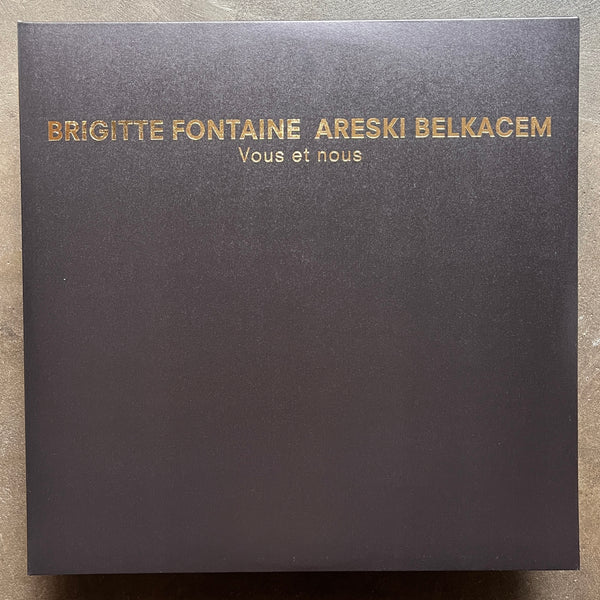 BRIGITTE FONTAINE ARESKI BELKACEM
Vous et nous